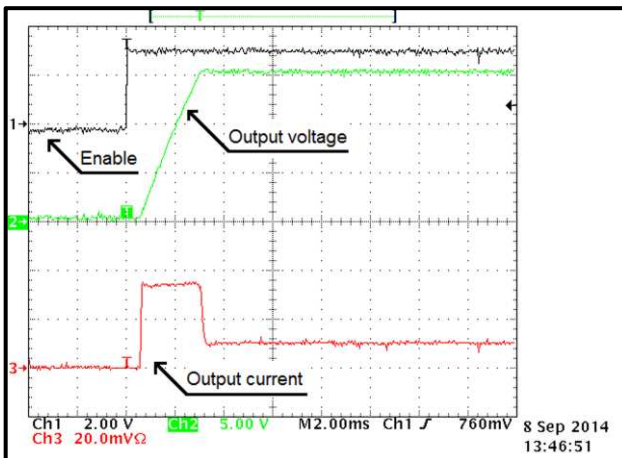 T
1
Output voltage
Enable
T
2
T
3
Output current
Ch1 2.00 V Ch2 5.00 V M2.00ms Ch1 760mV 8 Sep 2014
Ch3 20.0mVΩ 13:46:51